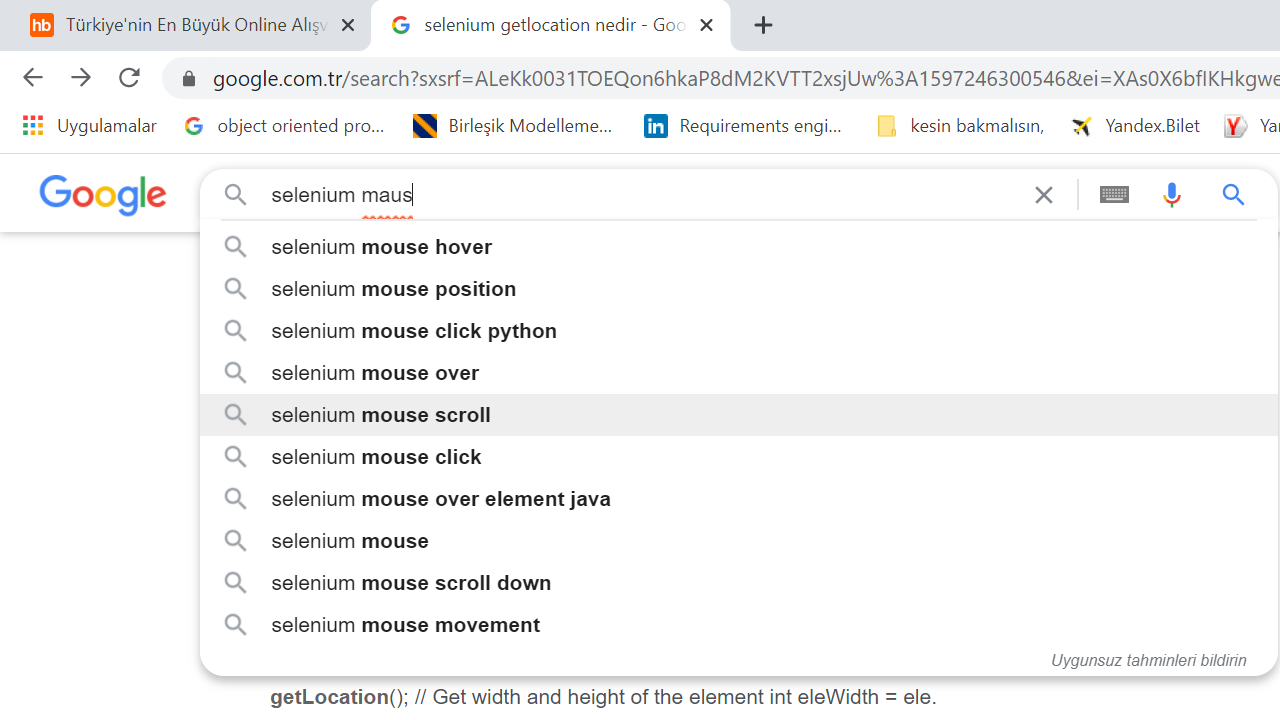 hb Türkiye'nin En Büyük Online Alışv
selenium getlocation nedir - Goo
google.com.tr/search?sxsrf=ALeKk0031TOEQon6hkaP8dM2KVTT2xsjUw%3A1597246300546&ei=XAs0X6bfIKHkgwe
Uygulamalar object oriented pro... Birleşik Modelleme... in Requirements engi... kesin bakmalısın, Yandex.Bilet Y Yan
Google selenium maus
selenium mouse hover
selenium mouse position
selenium mouse click python
selenium mouse over
selenium mouse scroll
selenium mouse click
selenium mouse over element java
selenium mouse
selenium mouse scroll down
selenium mouse movement
Uygunsuz tahminleri bildirin
getLocation(); // Get width and height of the element int eleWidth = ele.